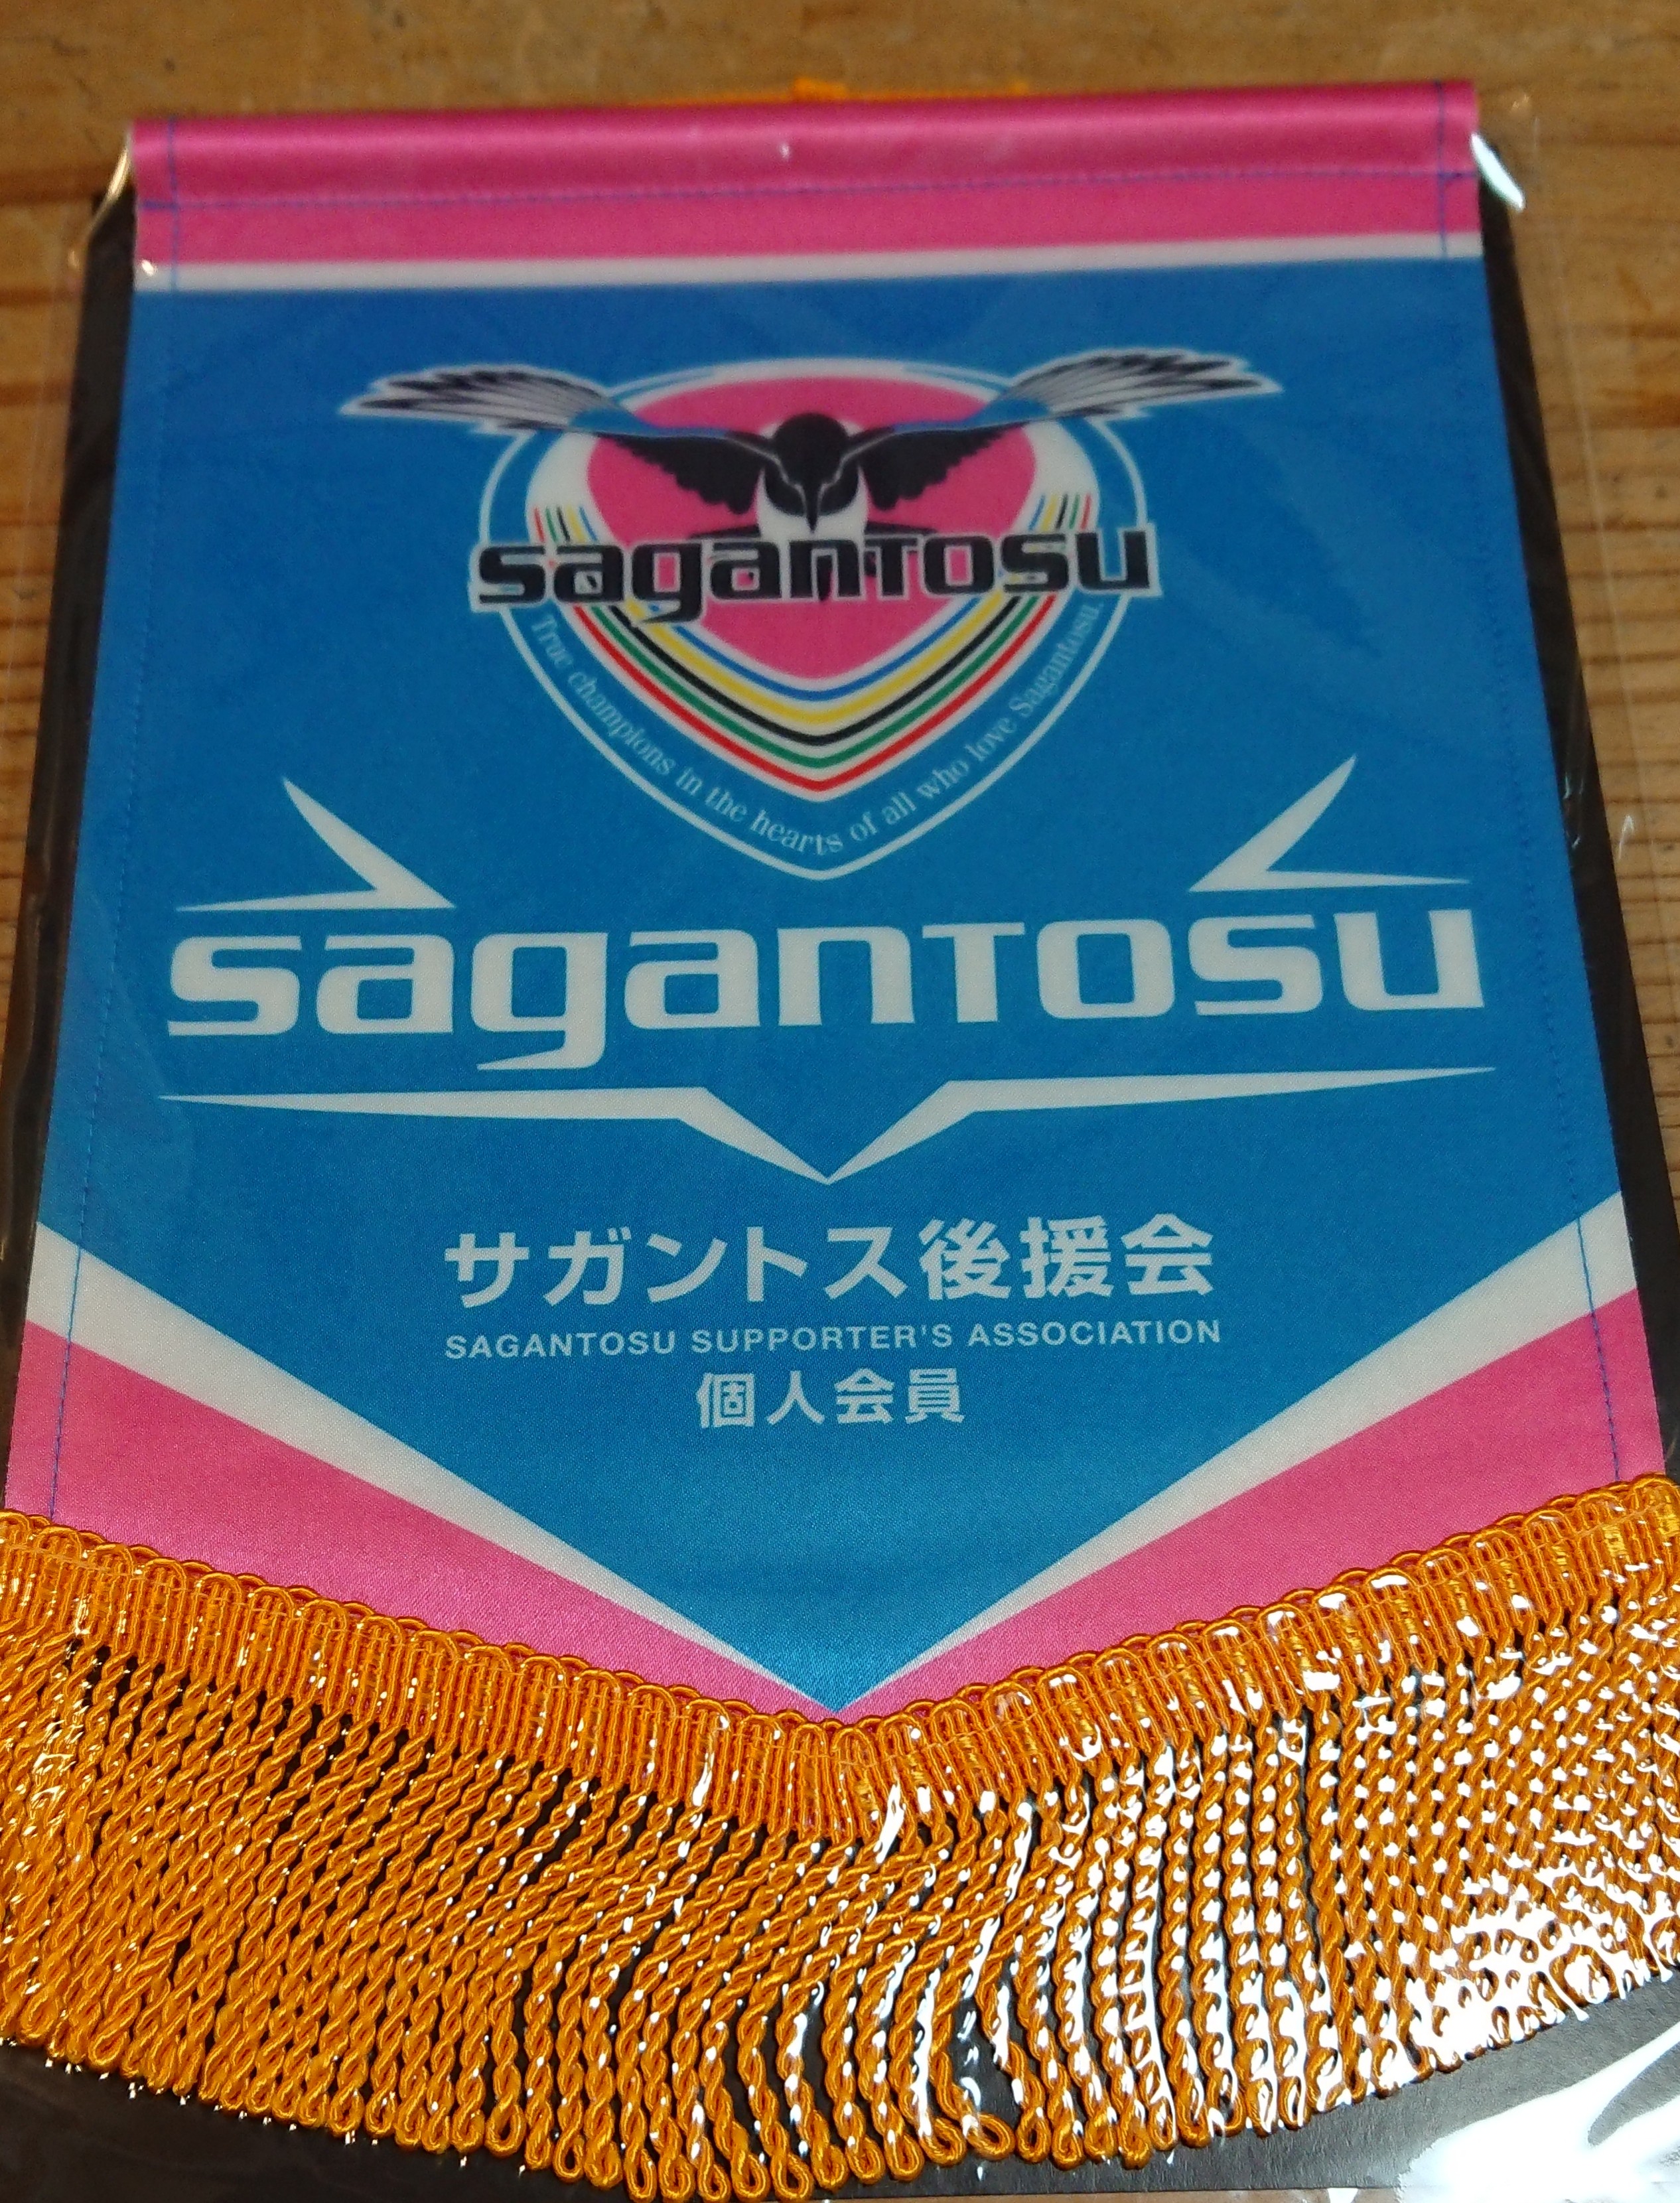 sagantosu
True champions in the hearts of all who love Sagantosu.
sagantosu
サガントス後援会
SAGANTOSU SUPPORTER'S ASSOCIATION
個人会員